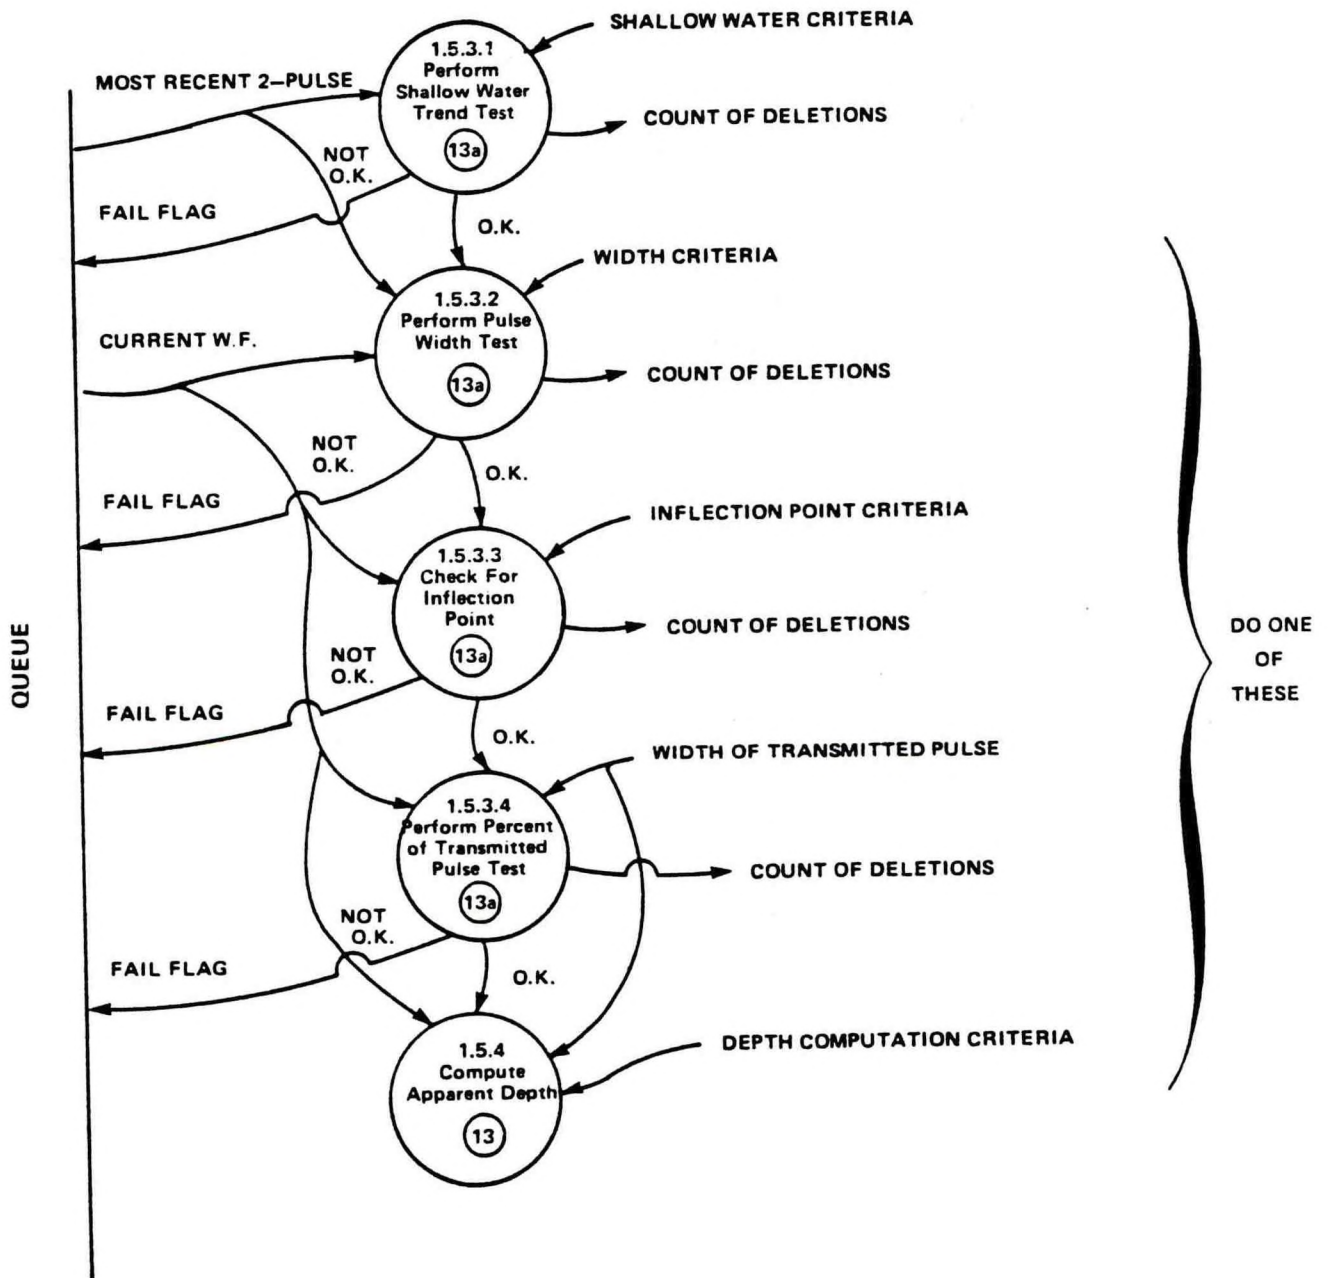 SHALLOW WATER CRITERIA
1.5.3.1
Perform
Shallow Water
Trend Test
13a
MOST RECENT 2–PULSE
COUNT OF DELETIONS
NOT
O.K.
FAIL FLAG
O.K.
WIDTH CRITERIA
1.5.3.2
Perform Pulse
Width Test
13a
CURRENT W.F.
COUNT OF DELETIONS
NOT
O.K.
O.K.
FAIL FLAG
INFLECTION POINT CRITERIA
1.5.3.3
Check For
Inflection
Point
13a
COUNT OF DELETIONS
QUEUE
DO ONE
OF
THESE
NOT
O.K.
FAIL FLAG
O.K.
WIDTH OF TRANSMITTED PULSE
1.5.3.4
Perform Percent
of Transmitted
Pulse Test
13a
COUNT OF DELETIONS
NOT
O.K.
FAIL FLAG
O.K.
DEPTH COMPUTATION CRITERIA
1.5.4
Compute
Apparent Depth
13